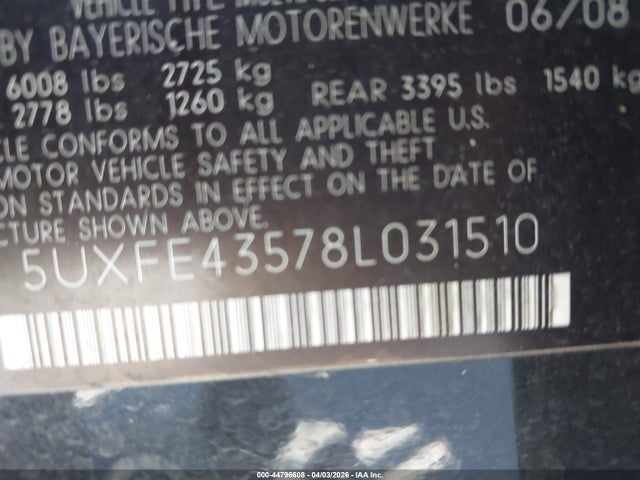 VEHICLE TYPE
BY BAYERISCHE MOTORENWERKE 06/08
6008 lbs 2725 kg
2778 lbs 1260 kg REAR 3395 lbs 1540 kg
CLE CONFORMS TO ALL APPLICABLE U.S.
MOTOR VEHICLE SAFETY AND THEFT
ON STANDARDS IN EFFECT ON THE DATE OF
CTURE SHOWN ABOVE.
5UXFE43578L031510
000-44796608 - 04/03/2026 - IAA Inc.